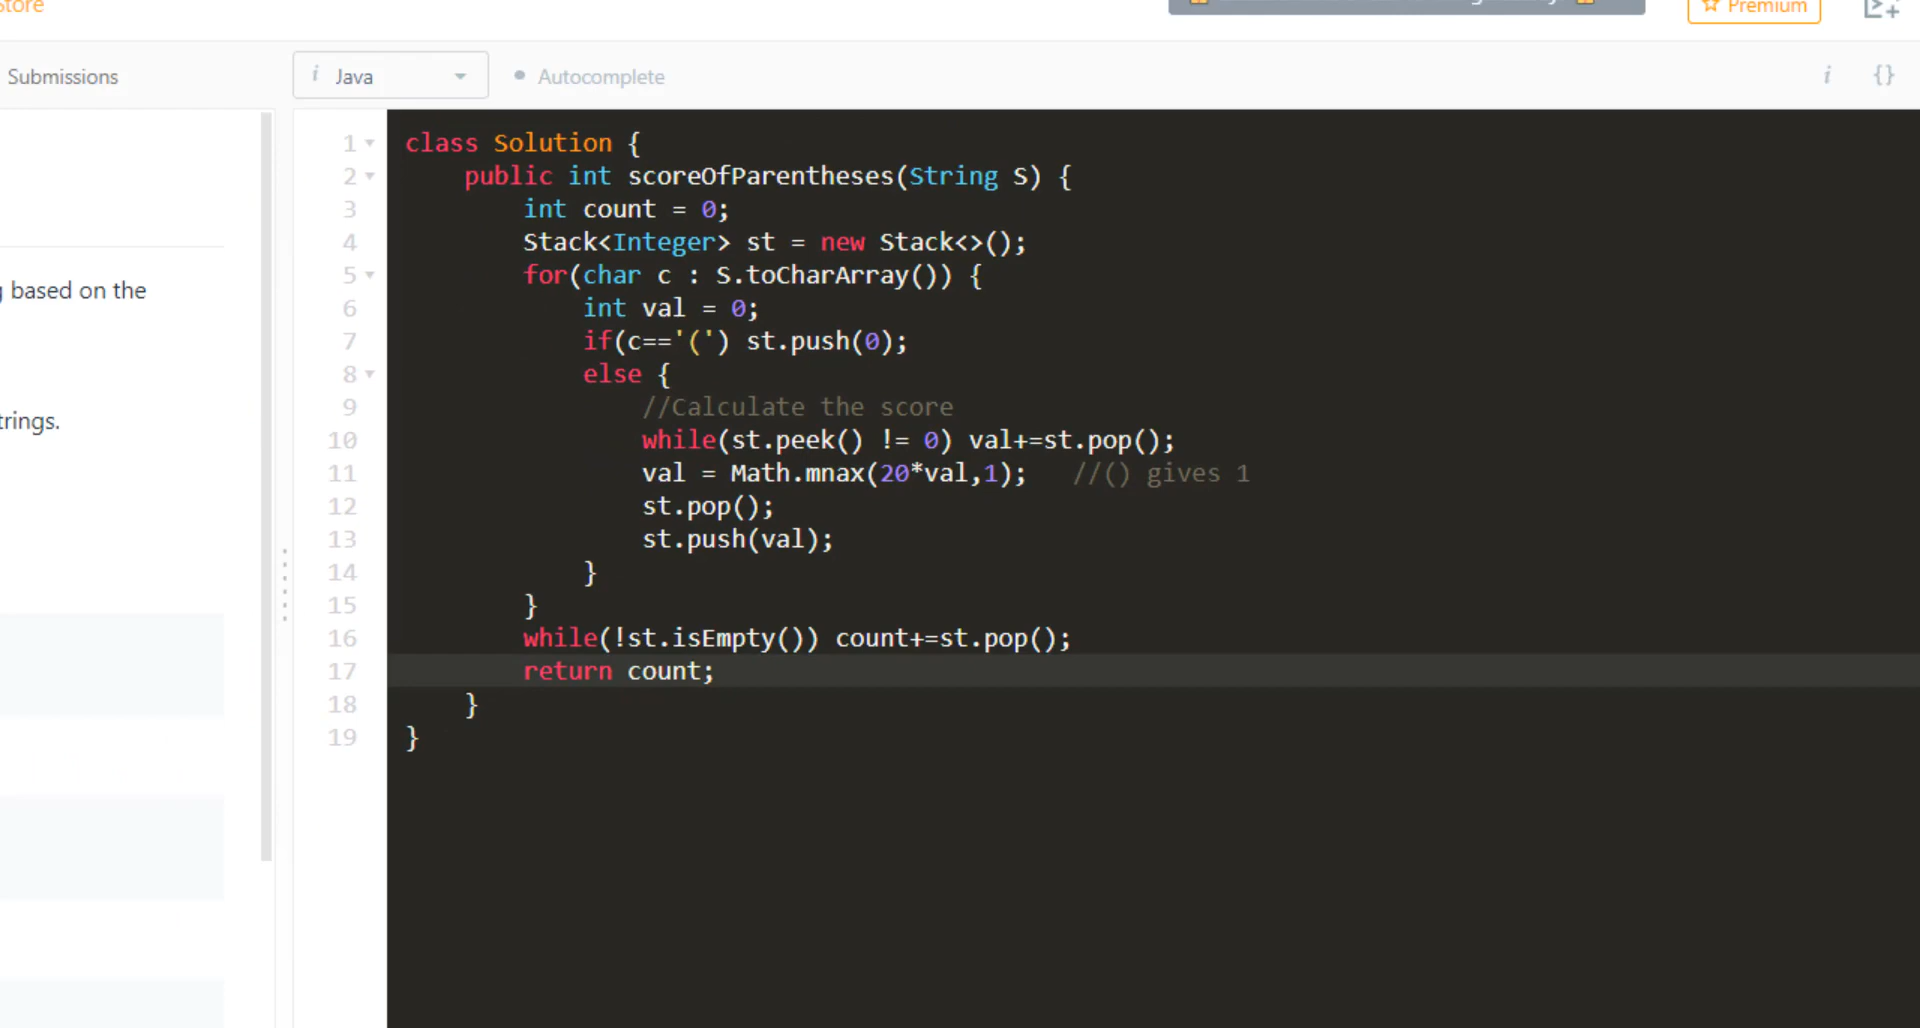 Store
Premium
Submissions
i Java
Autocomplete
i {}
based on the
trings.
1 class Solution {
2 public int scoreOfParentheses(String S) {
3 int count = 0;
4 Stack<Integer> st = new Stack<>();
5 for(char c : S.toCharArray()) {
6 int val = 0;
7 if(c=='(') st.push(0);
8 else {
9 //Calculate the score
10 while(st.peek() != 0) val+=st.pop();
11 val = Math.mnax(20*val,1); //() gives 1
12 st.pop();
13 st.push(val);
14 }
15 }
16 while(!st.isEmpty()) count+=st.pop();
17 return count;
18 }
19 }